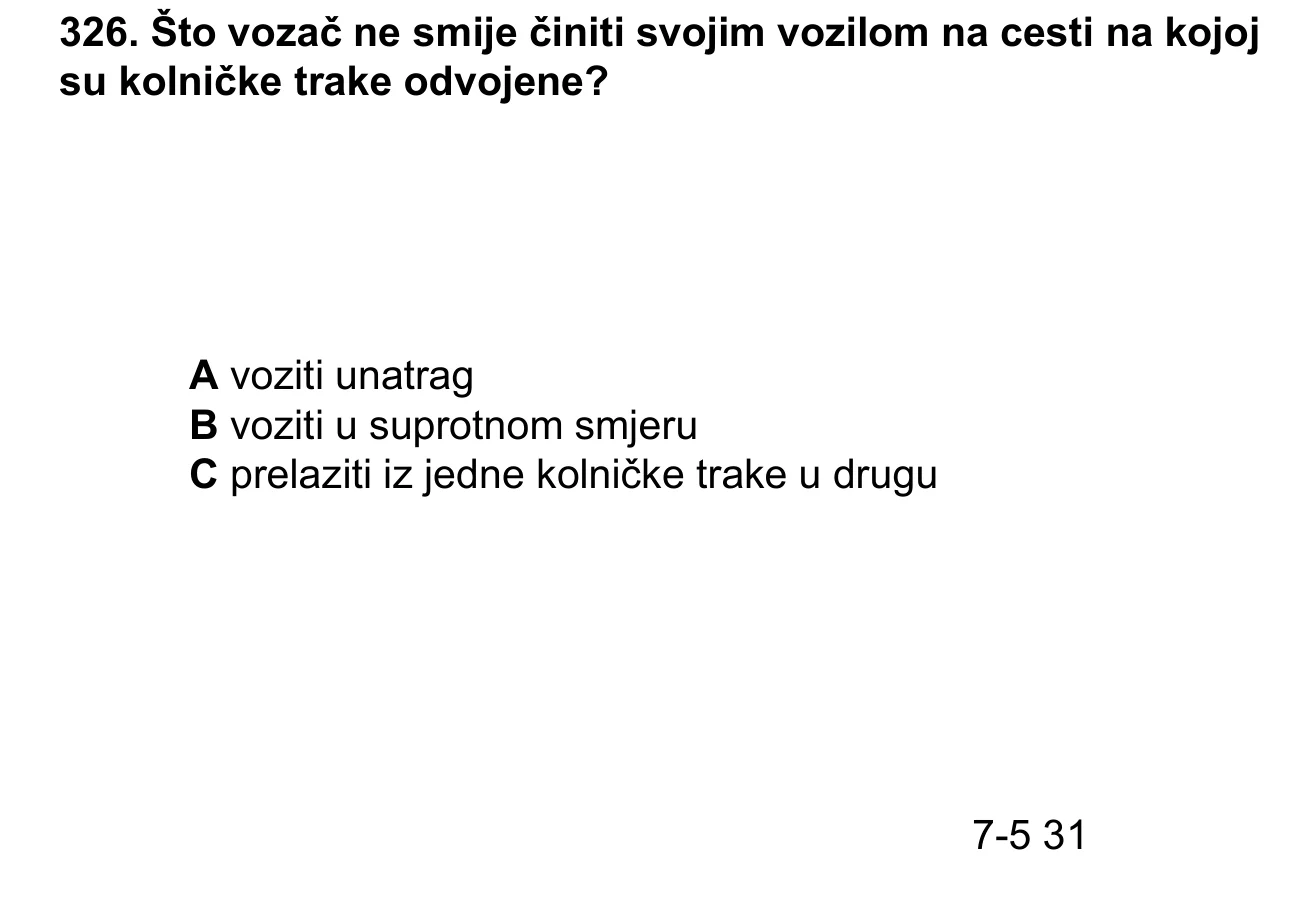 326. Što vozač ne smije činiti svojim vozilom na cesti na kojoj
su kolničke trake odvojene?
A voziti unatrag
B voziti u suprotnom smjeru
C prelaziti iz jedne kolničke trake u drugu
7-5 31